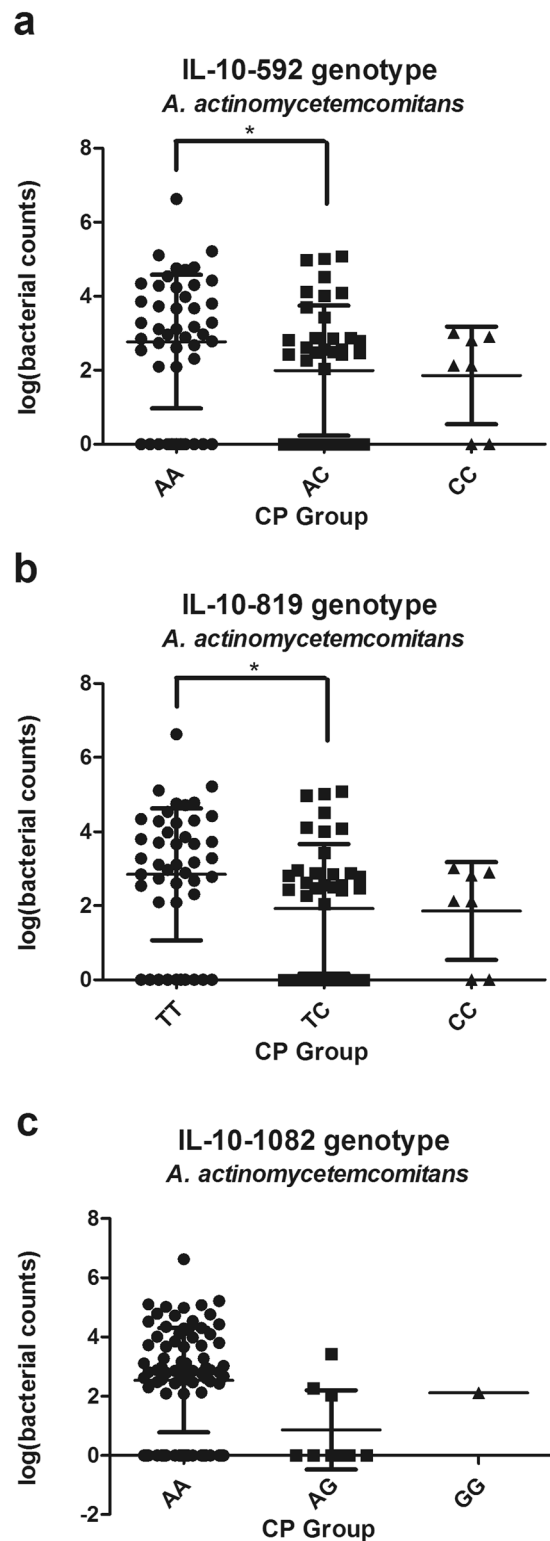 a
IL-10-592 genotype
A. actinomycetemcomitans
*
8
6
4
2
0
log(bacterial counts)
AA
AC
CC
CP Group
b
IL-10-819 genotype
A. actinomycetemcomitans
*
8
6
4
2
0
log(bacterial counts)
TT
TC
CC
CP Group
c
IL-10-1082 genotype
A. actinomycetemcomitans
8
6
4
2
0
-2
log(bacterial counts)
AA
AG
GG
CP Group